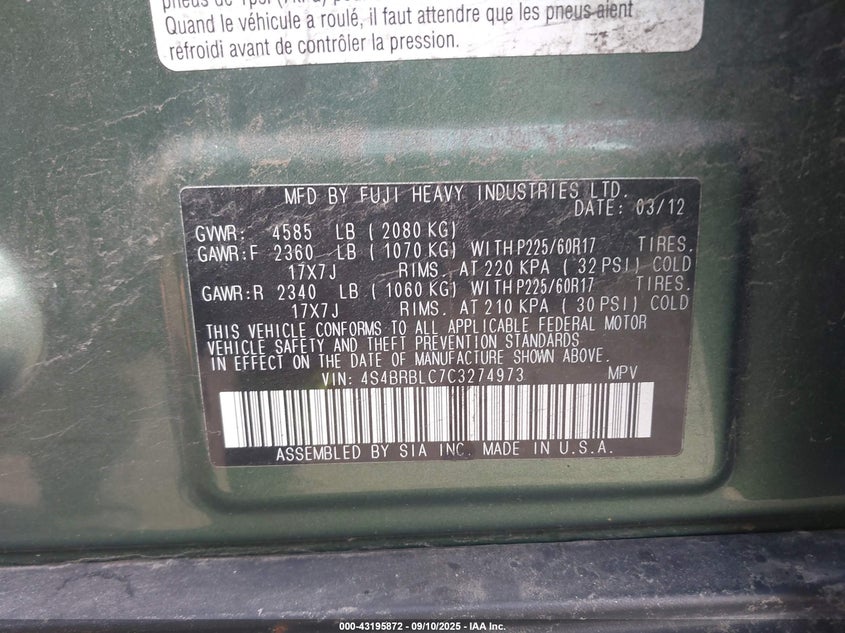 Quand le véhicule a roulé, il faut attendre que les pneus aient
refroidi avant de contrôler la pression.
MFD BY FUJI HEAVY INDUSTRIES LTD.
DATE: 03/12
GVWR: 4585 LB ( 2080 KG)
GAWR:F 2360 LB ( 1070 KG) WITH P225/60R17 TIRES.
17X7J RIMS. AT 220 KPA ( 32 PSI) COLD
GAWR:R 2340 LB ( 1060 KG) WITH P225/60R17 TIRES.
17X7J RIMS. AT 210 KPA ( 30 PSI) COLD
THIS VEHICLE CONFORMS TO ALL APPLICABLE FEDERAL MOTOR
VEHICLE SAFETY AND THEFT PREVENTION STANDARDS
IN EFFECT ON THE DATE OF MANUFACTURE SHOWN ABOVE.
VIN: 4S4BRBLC7C3274973 MPV
ASSEMBLED BY SIA INC. MADE IN U.S.A.
000-43195872 - 09/10/2025 - IAA Inc.